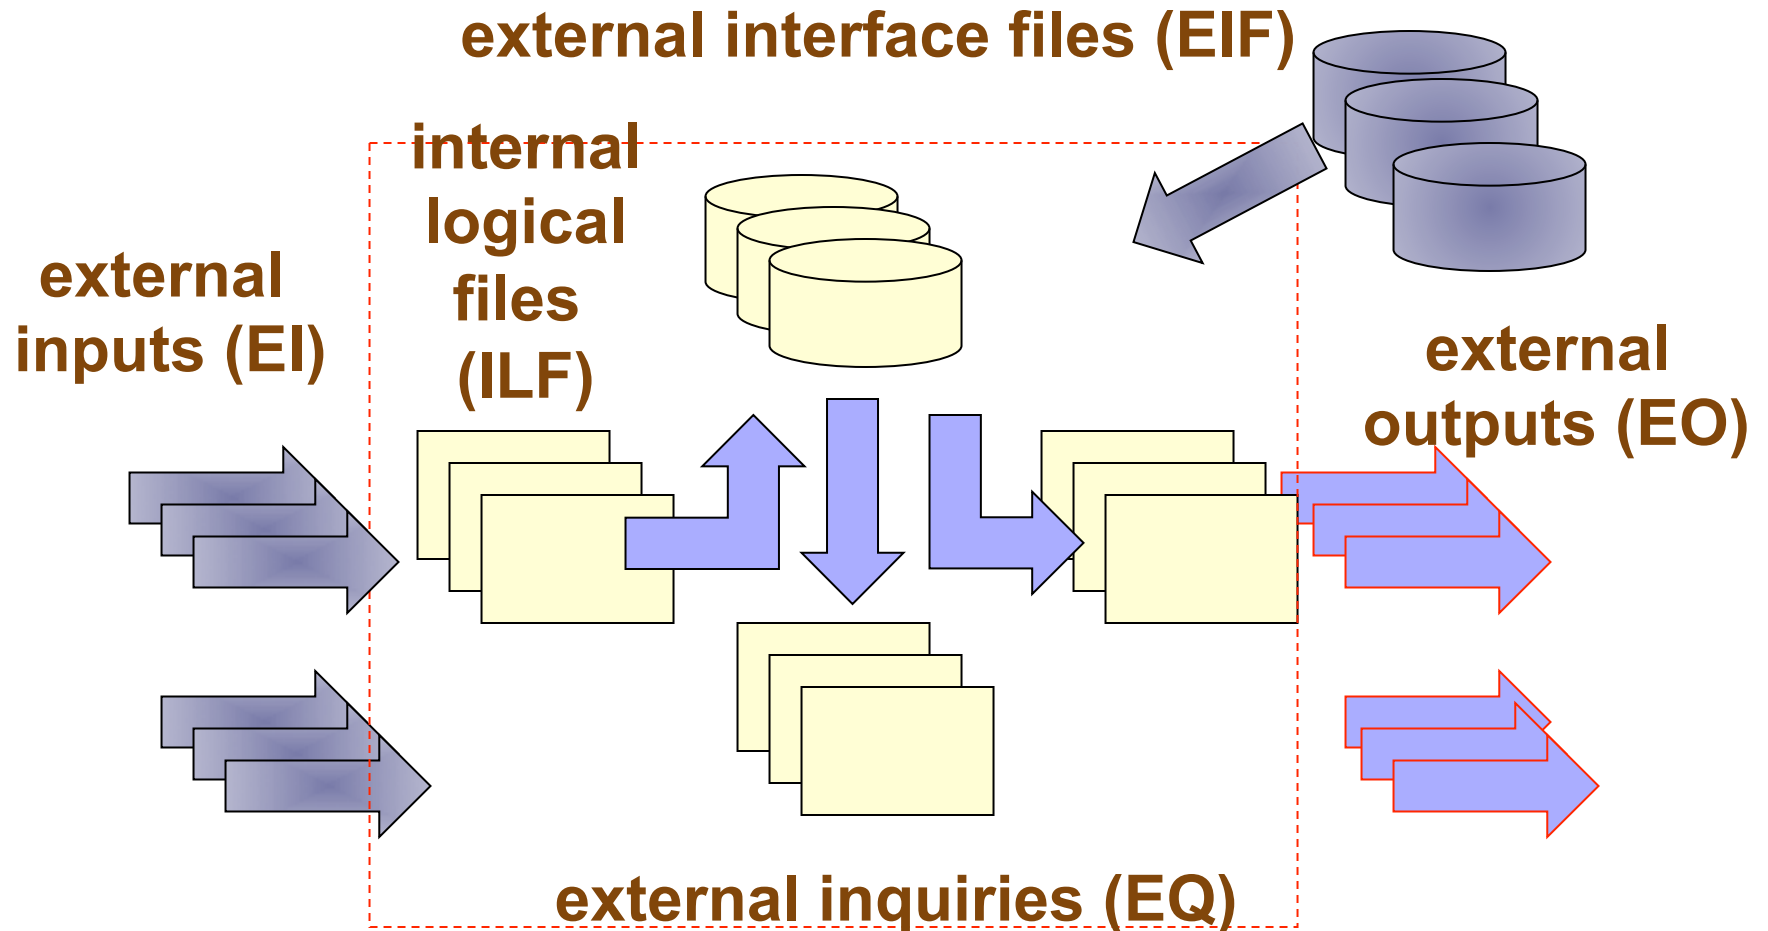 external interface files (EIF)
internal
logical
files
(ILF)
external
inputs (EI)
external
outputs (EO)
external inquiries (EQ)